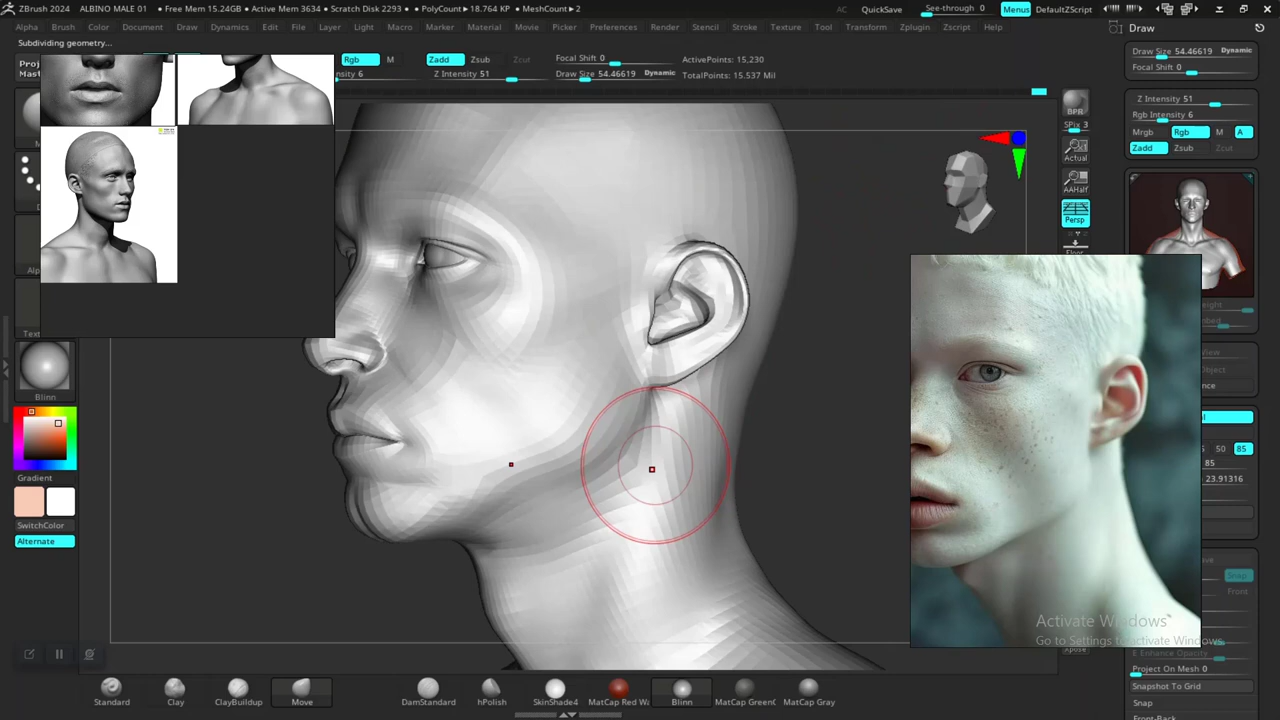 ZBrush 2024 ALBINO MALE 01 • Free Mem 15.24GB • Active Mem 3634 • Scratch Disk 2293 • PolyCount 18.764 KP • MeshCount 2 AC QuickSave See-through 0 Menus DefaultZScript
Alpha Brush Color Document Draw Dynamics Edit File Layer Light Macro Marker Material Movie Picker Preferences Render Stencil Stroke Texture Tool Transform Zplugin Zscript Help
Draw
Subdividing geometry...
Rgb M Zadd Zsub Zcut Focal Shift 0 ActivePoints: 15,230
Z Intensity 51 Draw Size 54.46619 Dynamic TotalPoints: 15.537 Mil
Draw Size 54.46619 Dynamic
Focal Shift 0
Z Intensity 51
Rgb Intensity 6
Mrgb Rgb M A
Zadd Zsub Zcut
BPR
SPix 3
Actual
AAHalf
Persp
50 85
85
23.91316
Blinn
Gradient
SwitchColor
Alternate
Front
Activate Windows
Go to Settings to activate Windows.
E Enhance Opacity
Project On Mesh 0
Snapshot To Grid
Snap
Standard Clay ClayBuildup Move DamStandard hPolish SkinShade4 MatCap Red Wa Blinn MatCap GreenC MatCap Gray